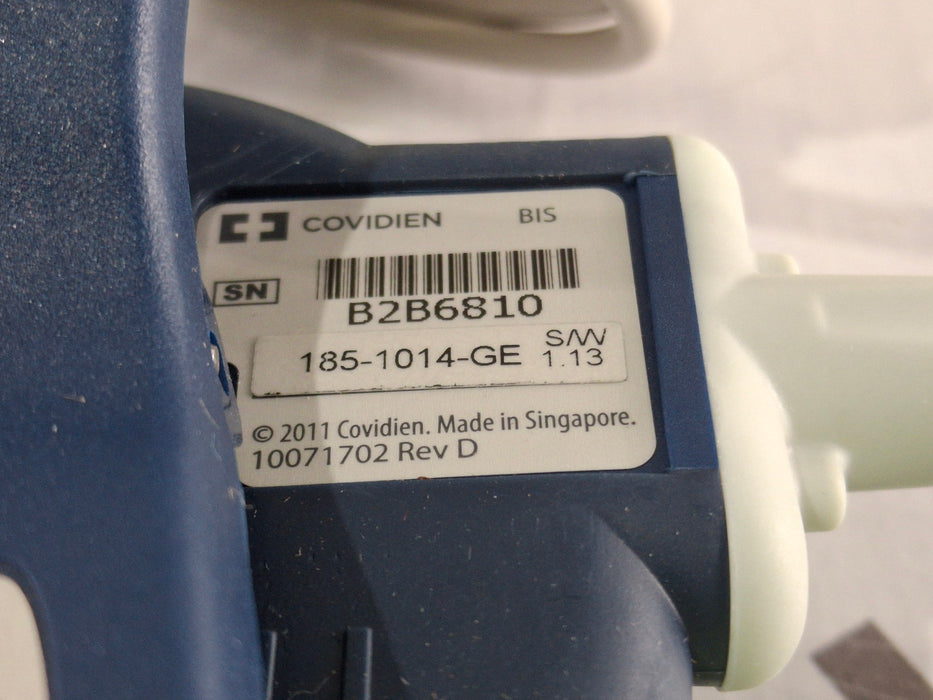 COVIDIEN BIS
SN
B2B6810
185-1014-GE S/W 1.13
© 2011 Covidien. Made in Singapore.
10071702 Rev D